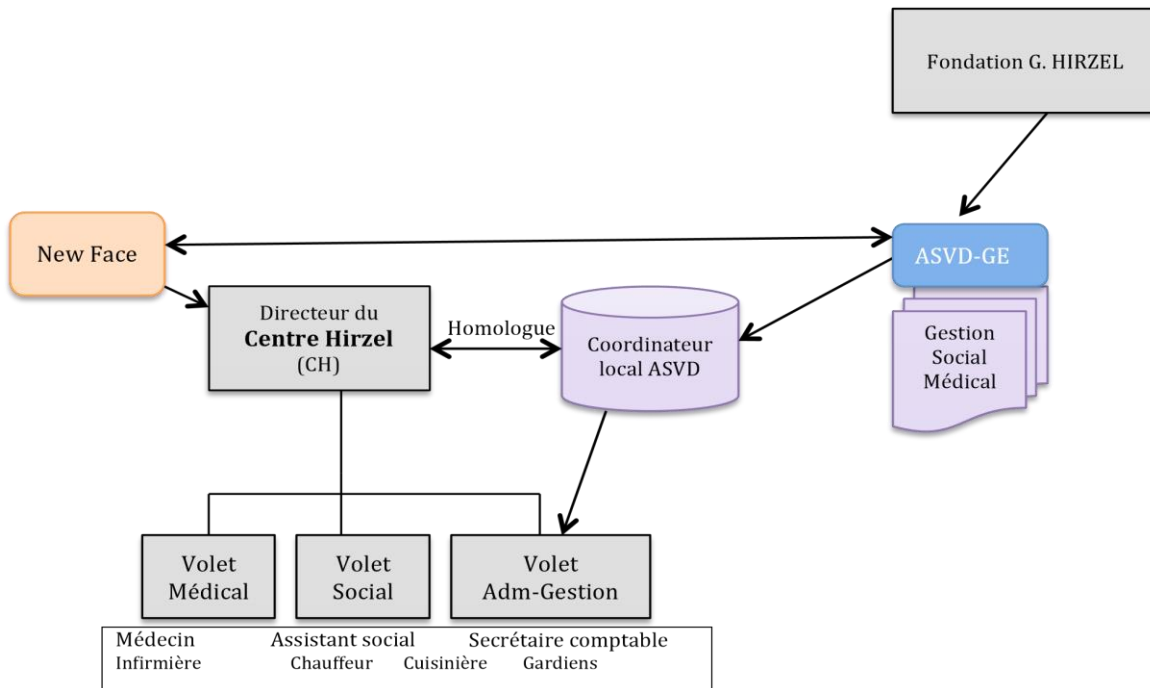 Fondation G. HIRZEL
New Face
ASVD-GE
Directeur du
Centre Hirzel
(CH)
Homologue
Coordinateur
local ASVD
Gestion
Social
Médical
Volet
Médical
Volet
Social
Volet
Adm-Gestion
Médecin Assistant social Secrétaire comptable
Infirmière Chauffeur Cuisinière Gardiens